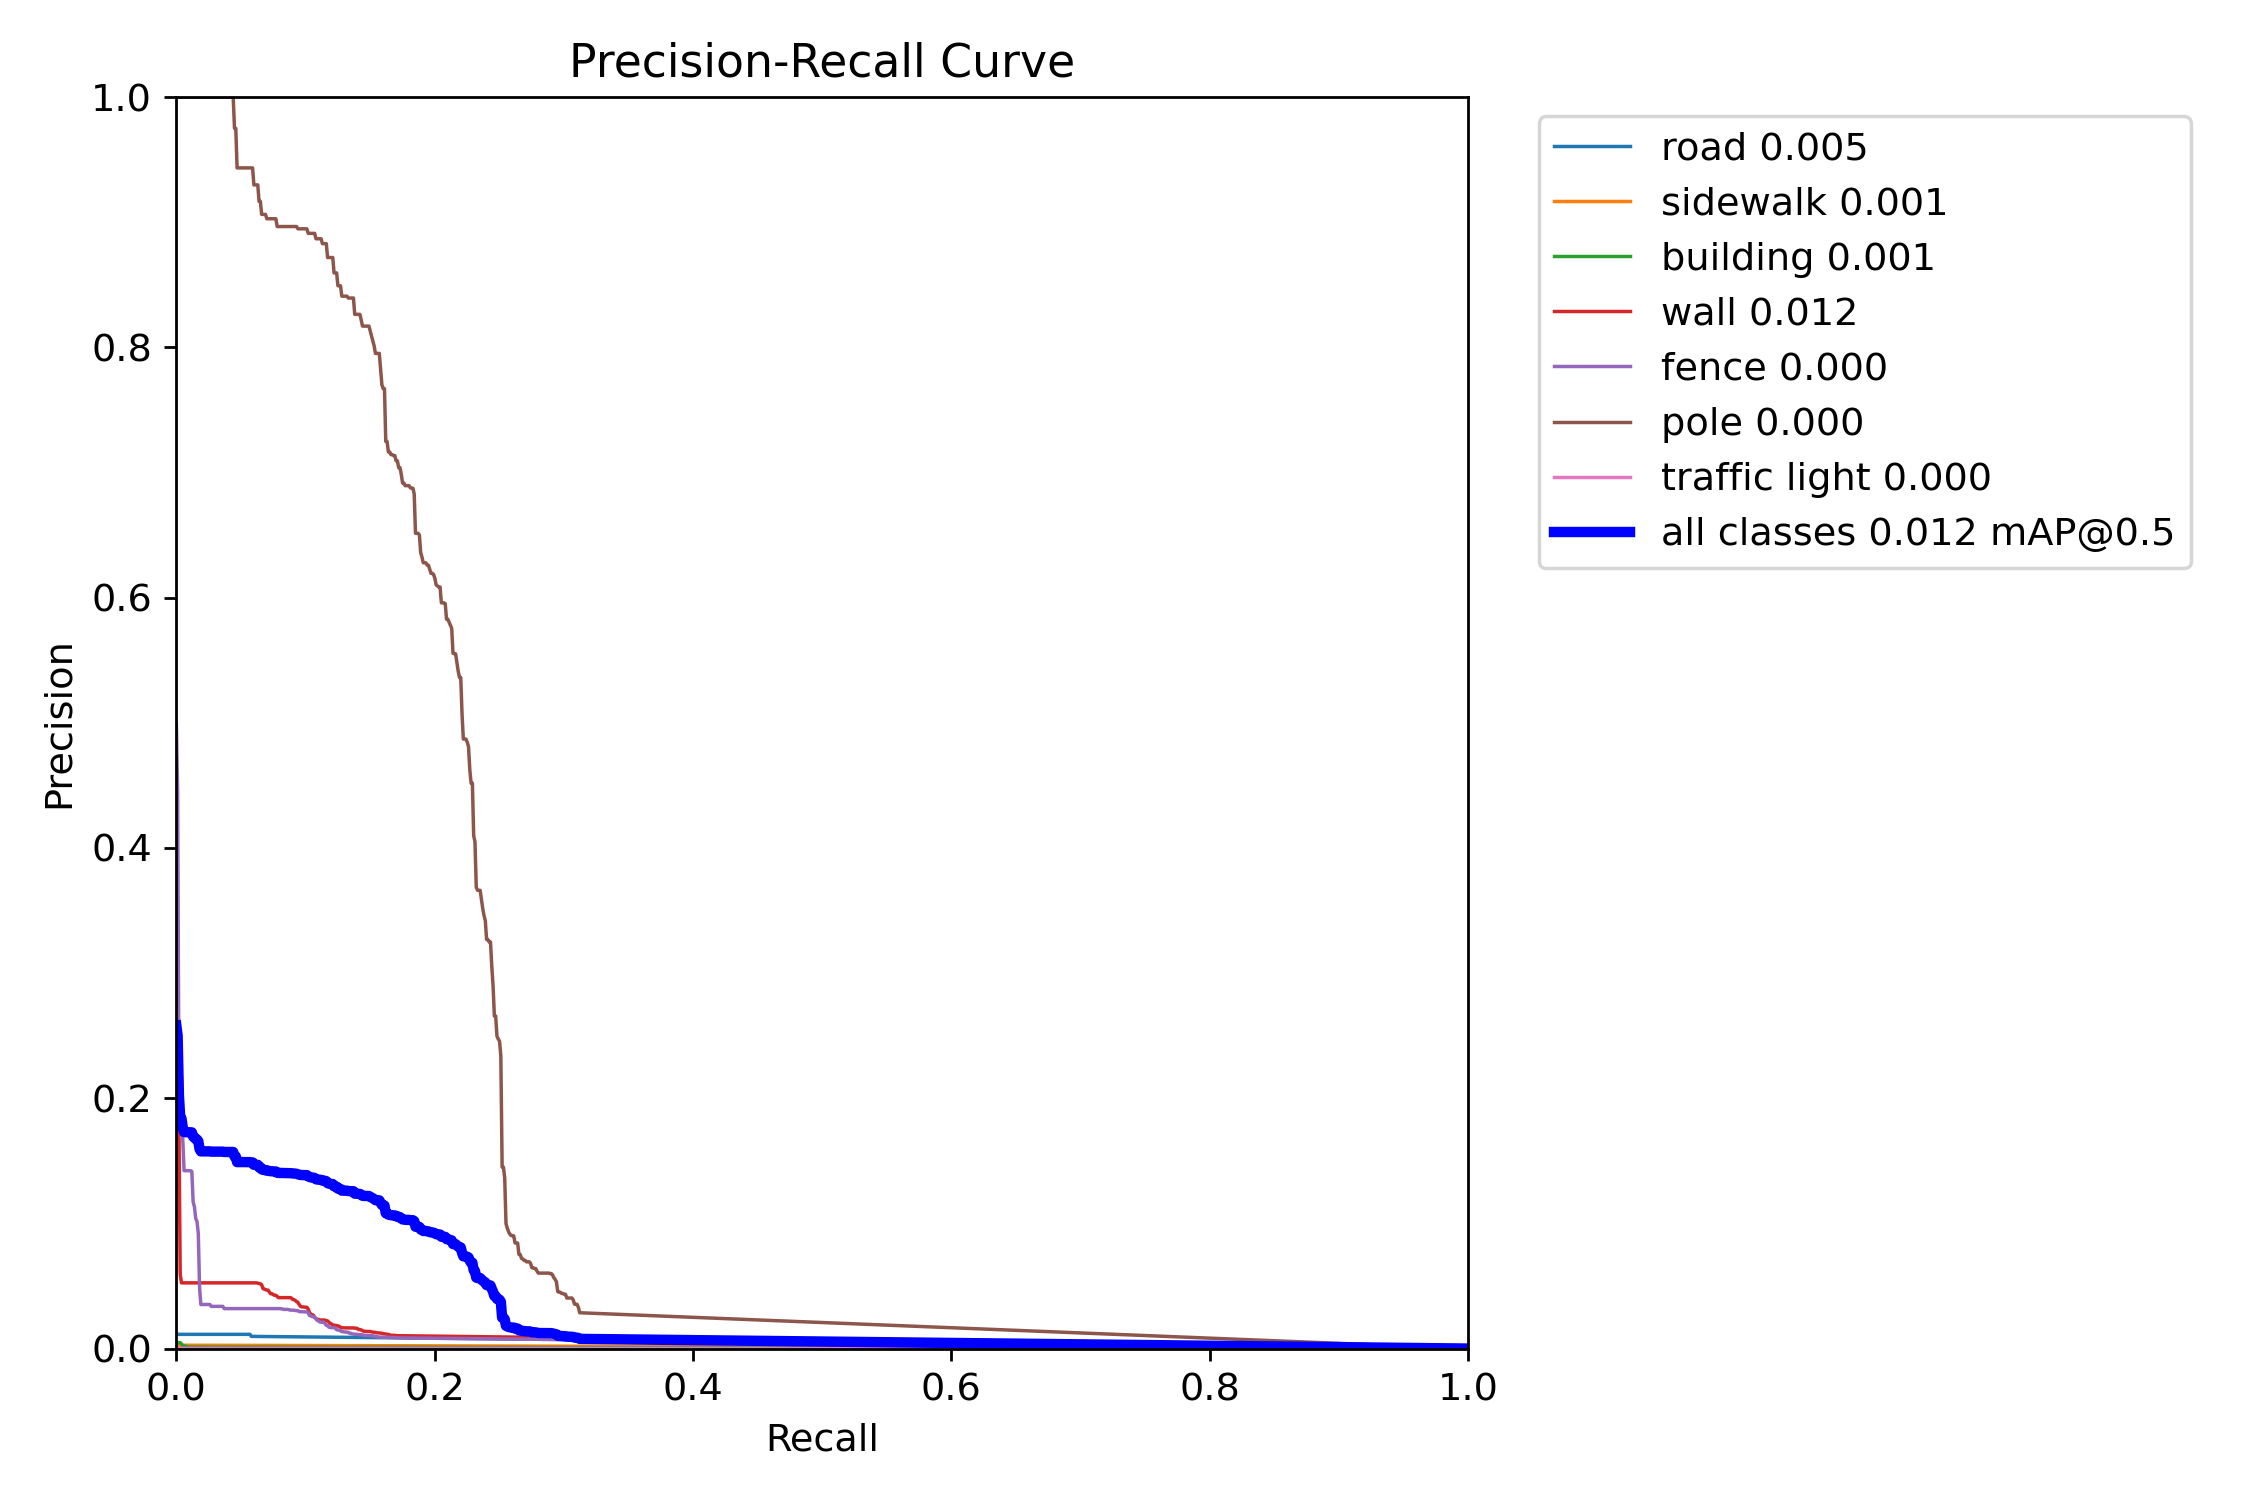 Precision-Recall Curve
1.0
0.8
0.6
0.4
0.2
0.0
Precision
0.0 0.2 0.4 0.6 0.8 1.0
Recall
road 0.005
sidewalk 0.001
building 0.001
wall 0.012
fence 0.000
pole 0.000
traffic light 0.000
all classes 0.012 mAP@0.5